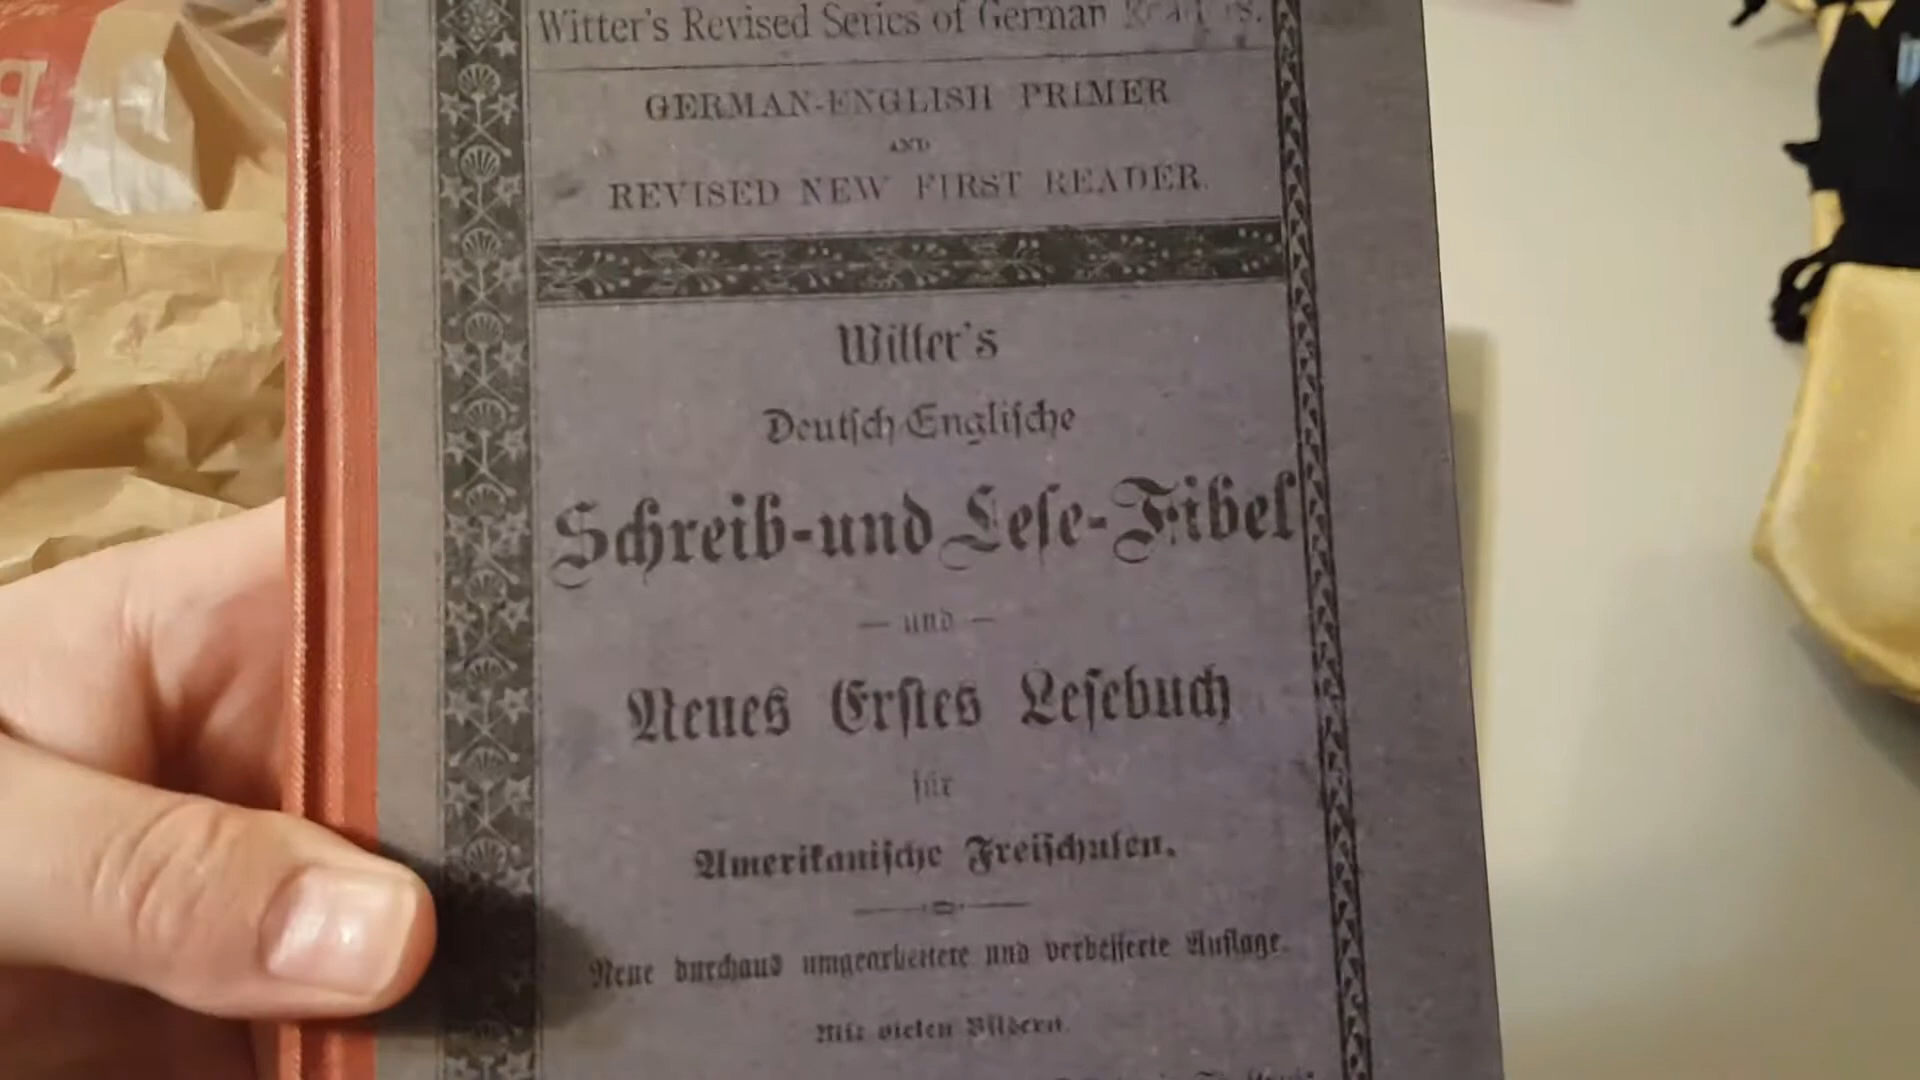 Witter's Revised Series of German Readers.
GERMAN-ENGLISH PRIMER
AND
REVISED NEW FIRST READER.
Witter's
Deutsch-Englische
Schreib-und Lese-Fibel
— und —
Neues Erstes Lesebuch
für
Amerikanische Freischulen.
Neue durchaus umgearbeitete und verbesserte Auflage.
Mit vielen Bildern.